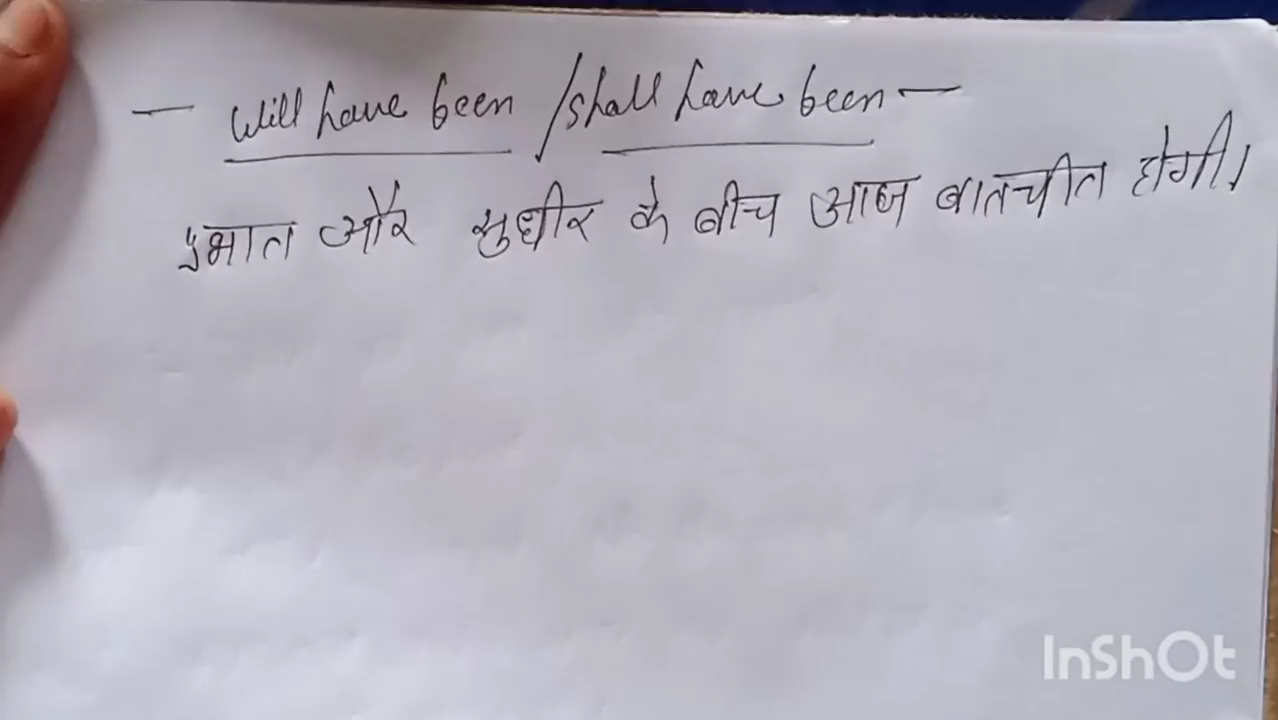 — Will have been / shall have been —
प्रभात और सुधीर के बीच आज बातचीत होगी।
InShOt